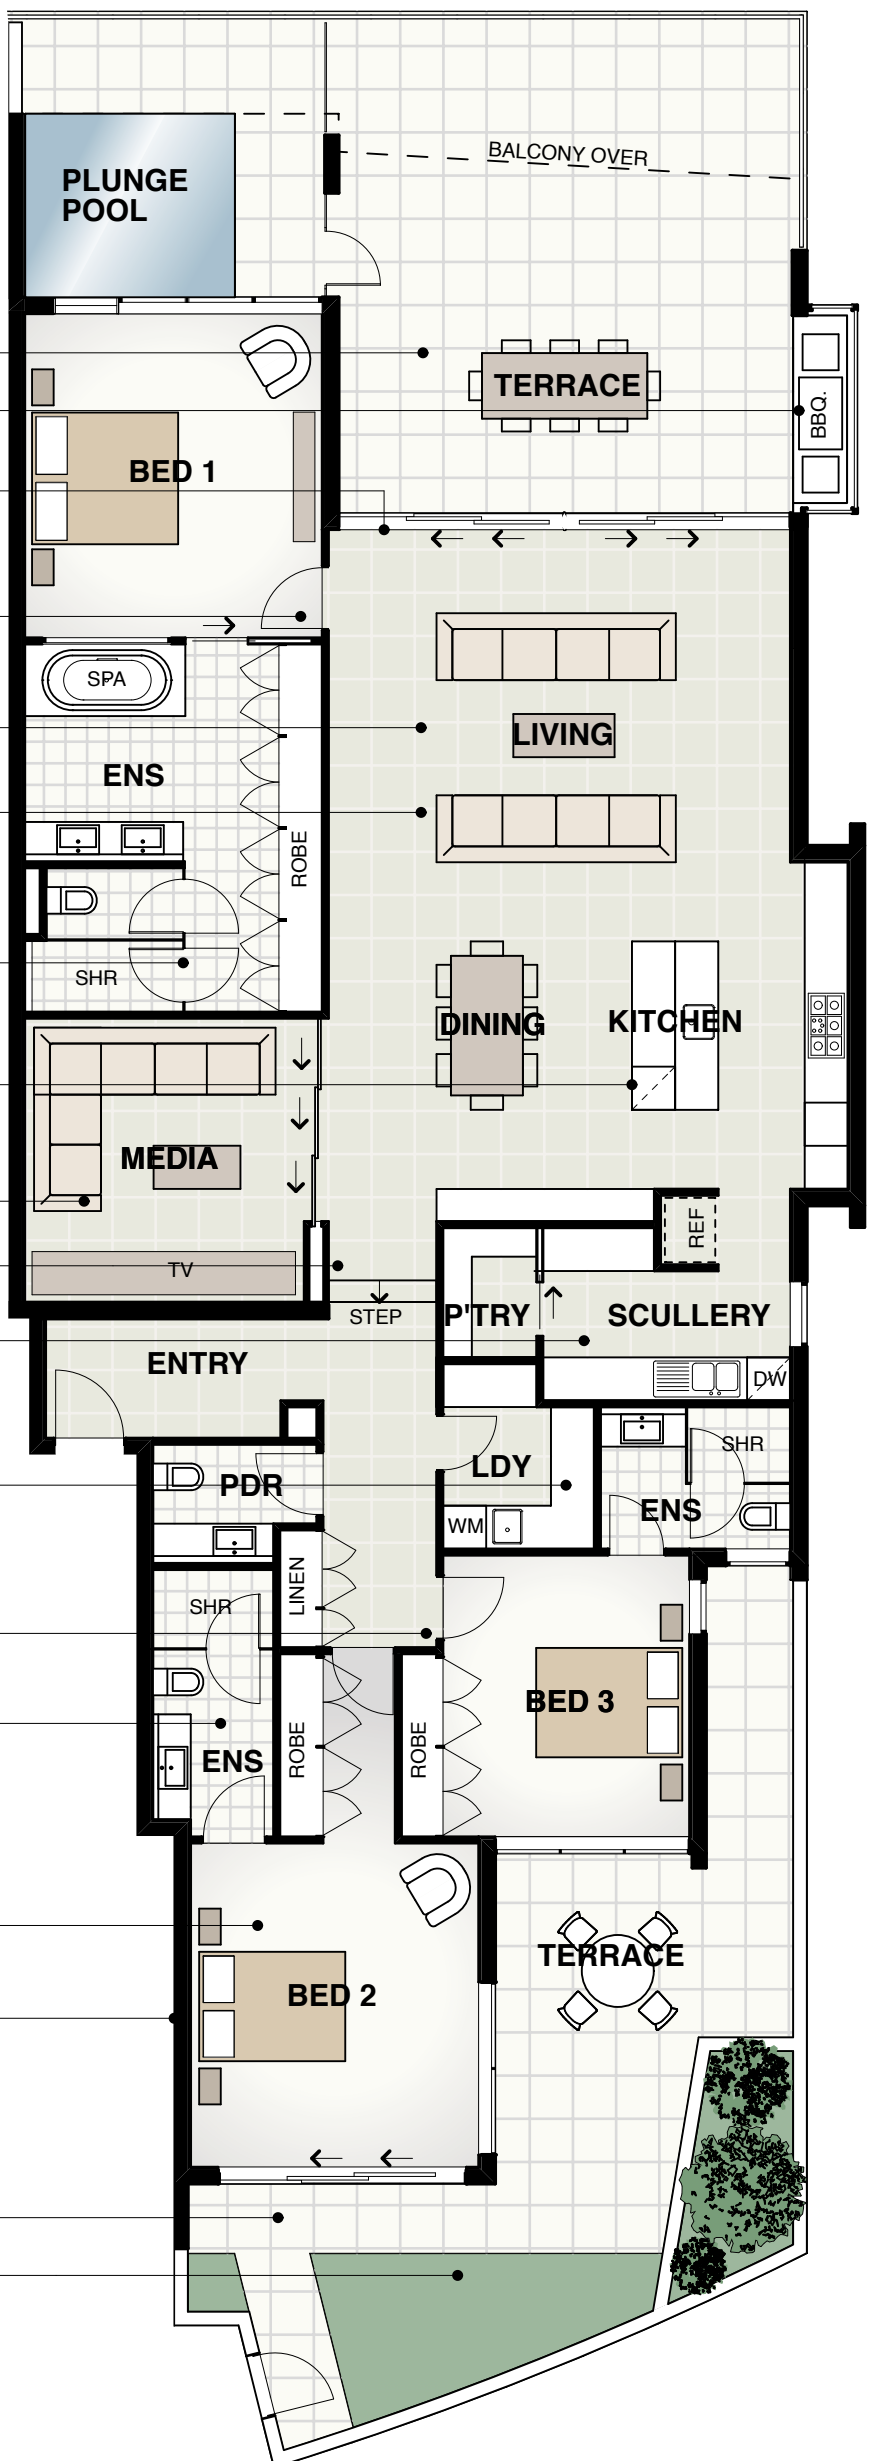 BALCONY OVER
PLUNGE
POOL
TERRACE
BBQ.
BED 1
SPA
LIVING
ENS
ROBE
SHR
DINING
KITCHEN
MEDIA
REF
TV
STEP
P'TRY
SCULLERY
ENTRY
DW
SHR
LDY
PDR
ENS
WM
LINEN
SHR
BED 3
ROBE
ROBE
ENS
TERRACE
BED 2